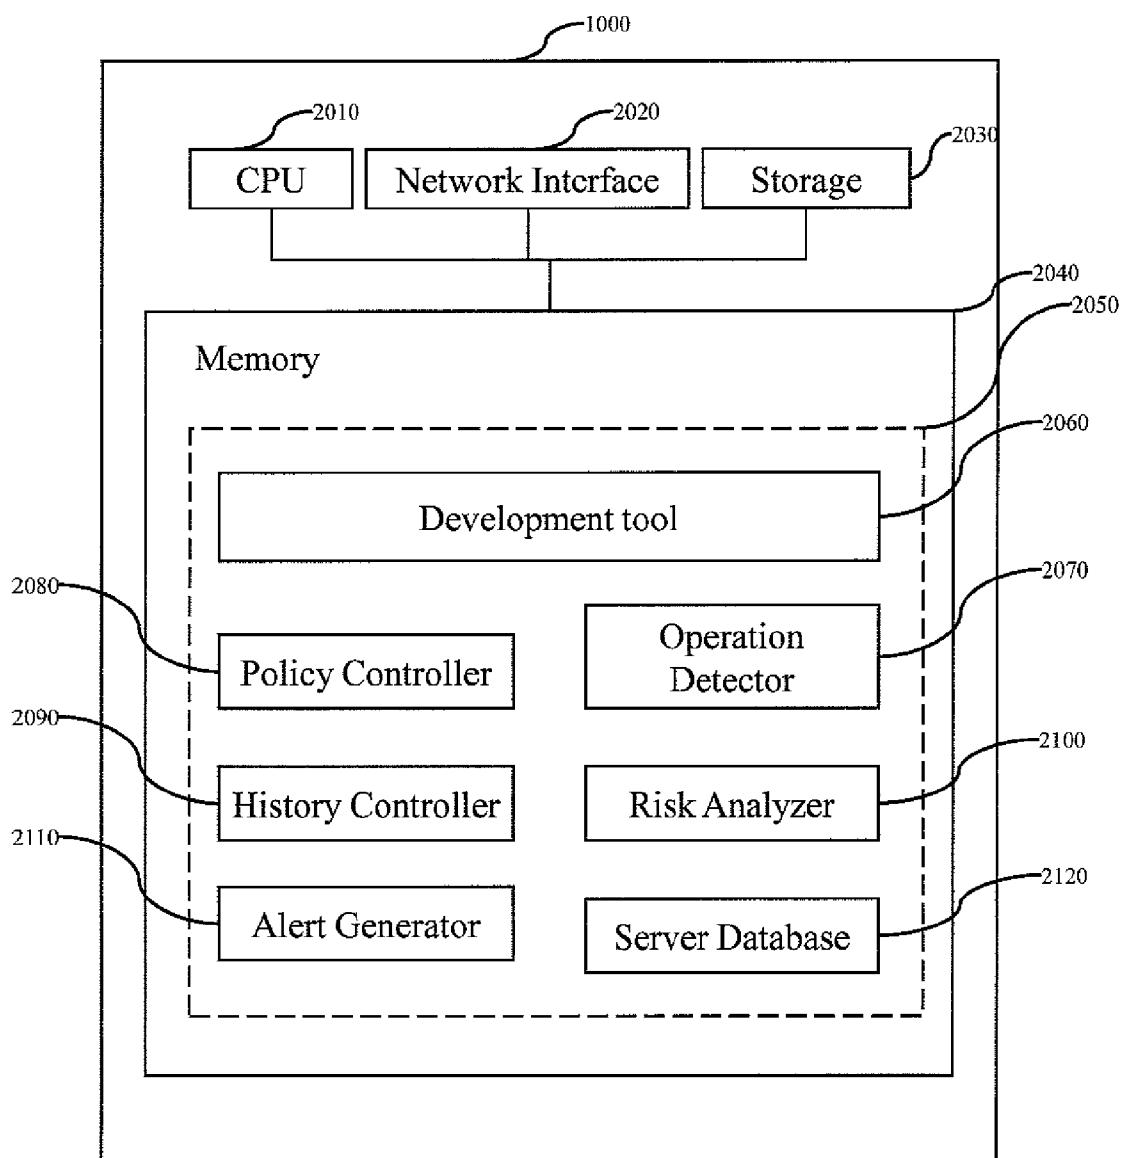 1000
2010
2020
2030
CPU
Network Interface
Storage
2040
2050
Memory
2060
Development tool
2070
2080
Operation
Detector
Policy Controller
2090
2100
History Controller
Risk Analyzer
2110
2120
Alert Generator
Server Database